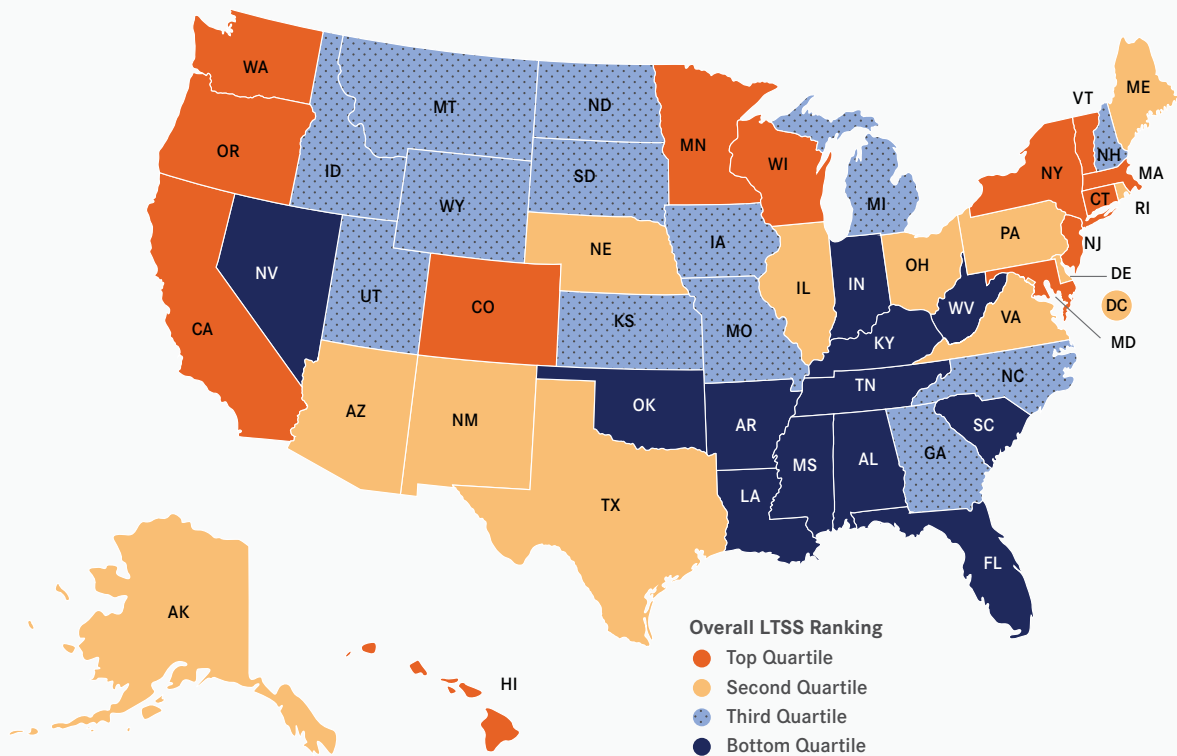 WA
MT
ND
OR
ID
SD
WY
MN
WI
MI
VT
ME
NH
NY
MA
CT
RI
NV
UT
CO
CA
NE
IA
KS
MO
IL
IN
OH
PA
NJ
DE
DC
MD
WV
VA
KY
TN
NC
SC
AZ
NM
OK
AR
TX
LA
MS
AL
GA
FL
AK
HI
Overall LTSS Ranking
Top Quartile
Second Quartile
Third Quartile
Bottom Quartile